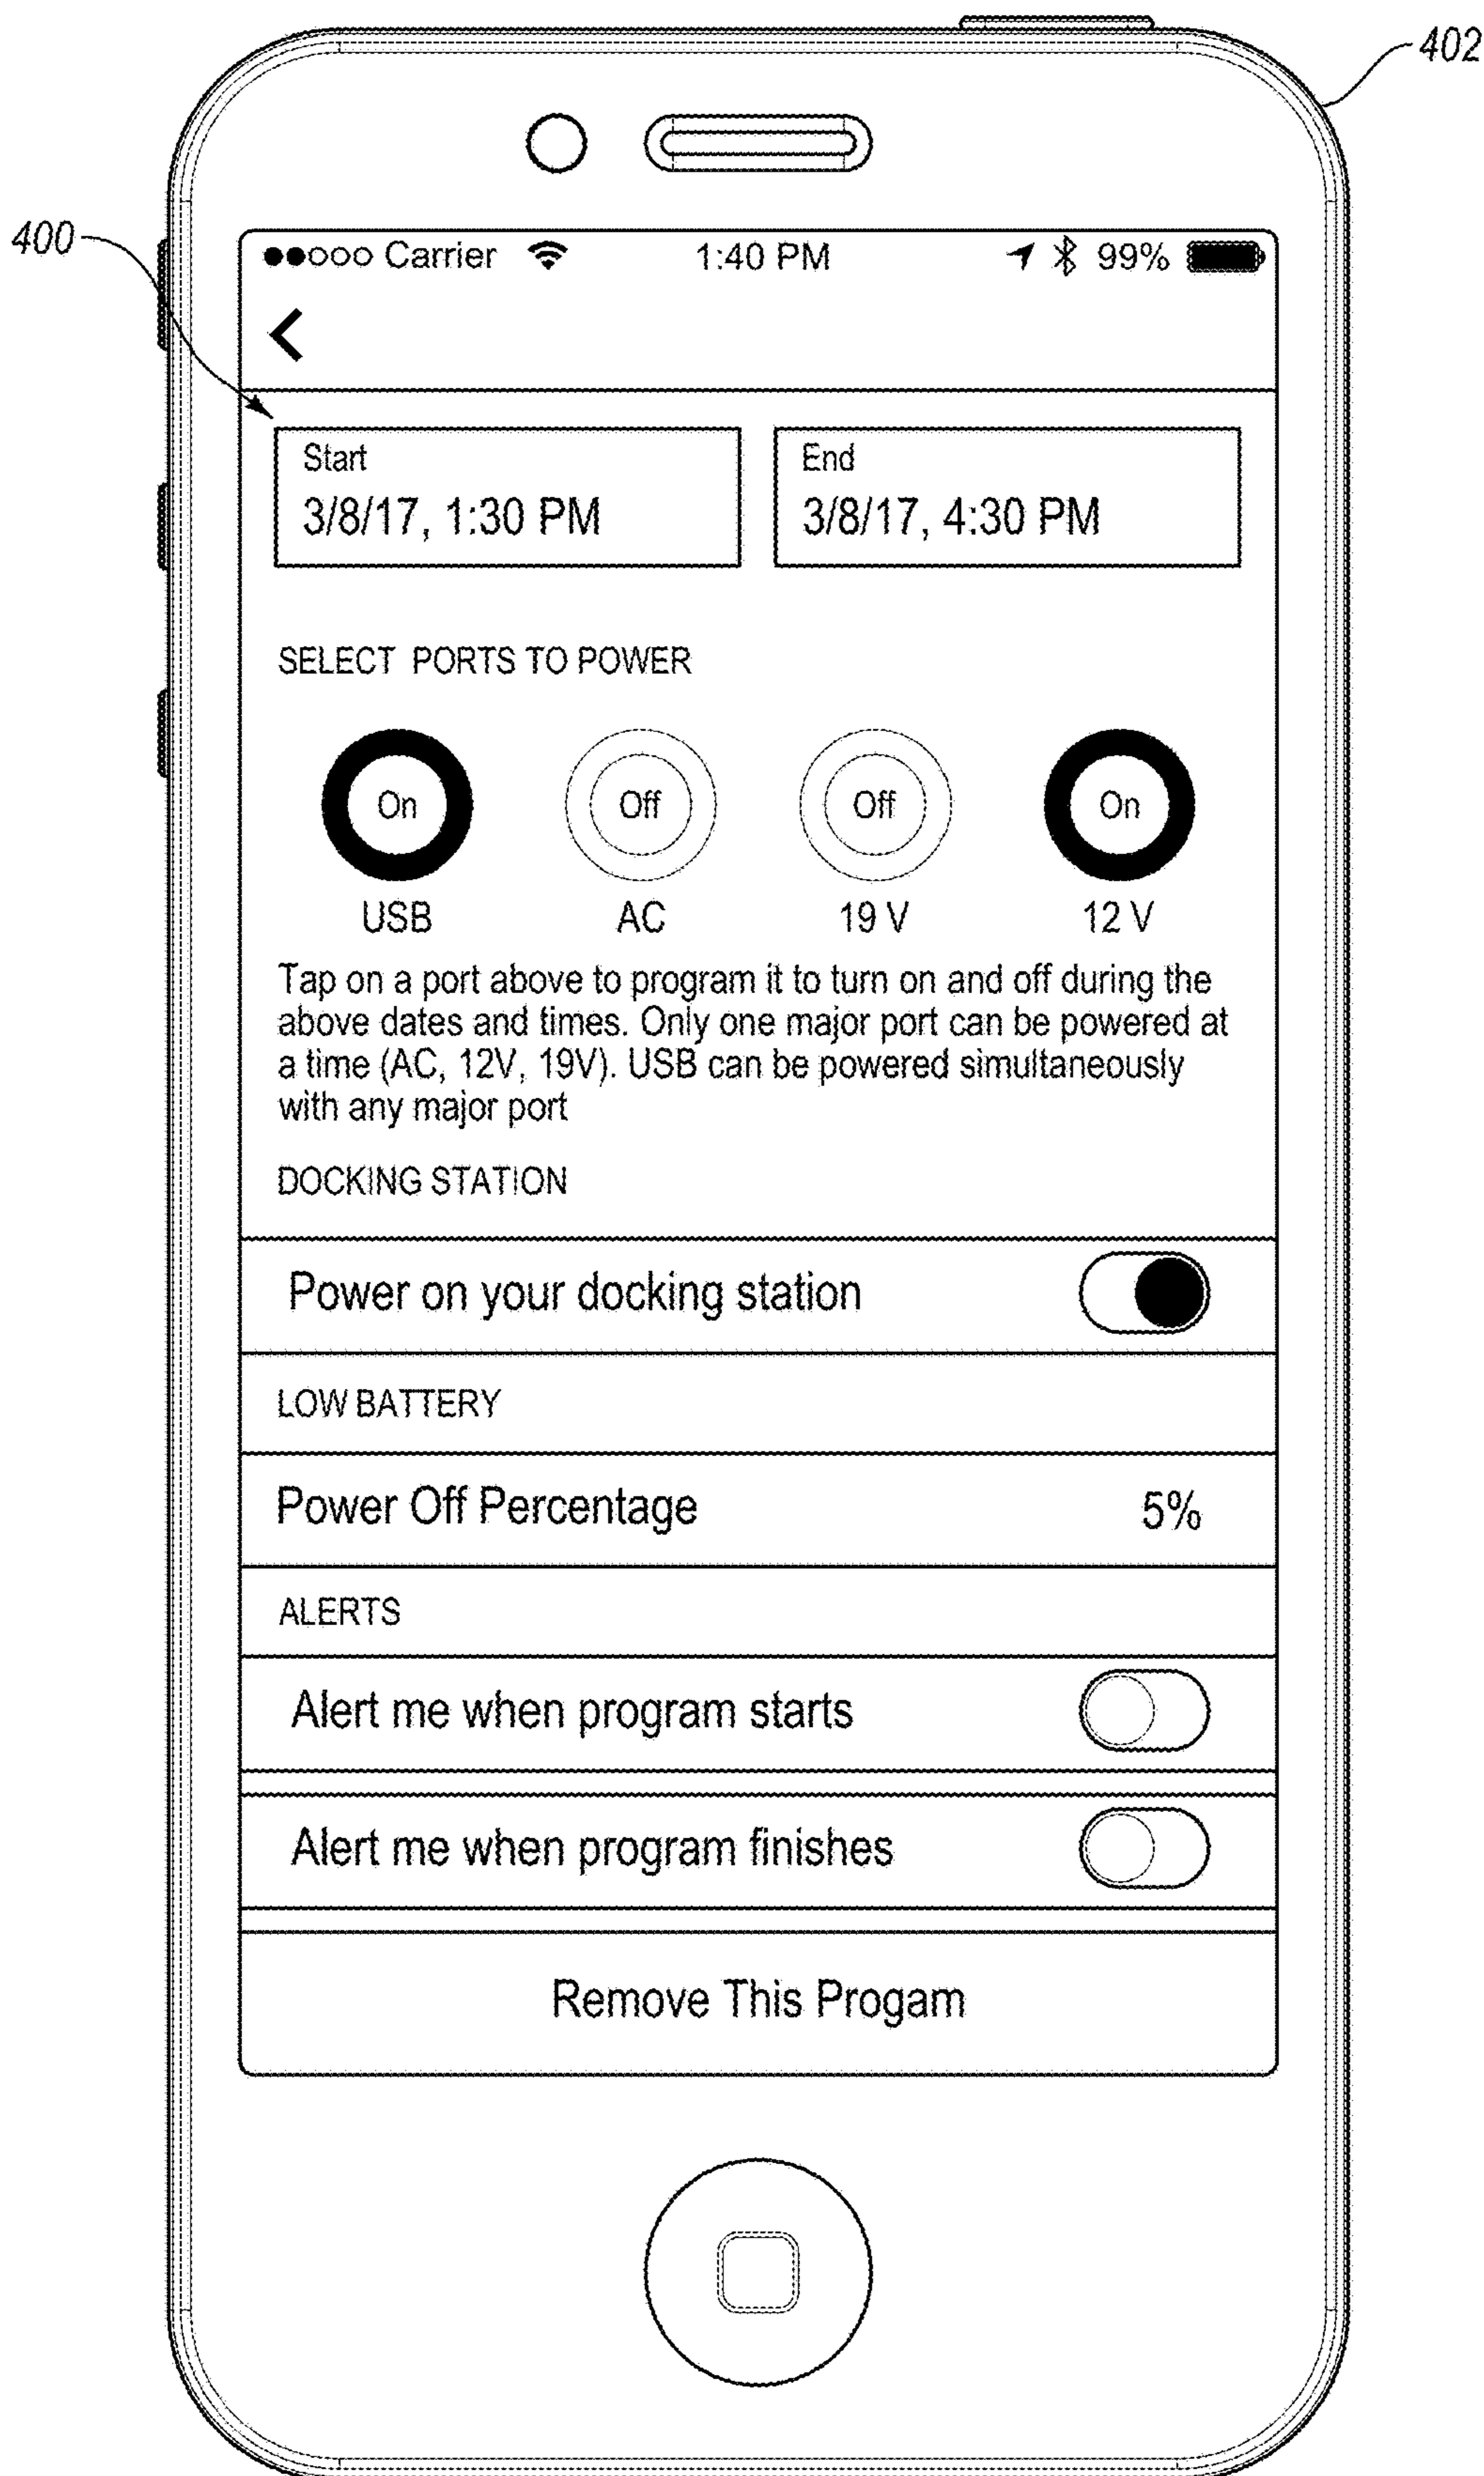 402
400
Carrier 1:40 PM 99%
Start
3/8/17, 1:30 PM
End
3/8/17, 4:30 PM
SELECT PORTS TO POWER
On Off Off On
USB AC 19 V 12 V
Tap on a port above to program it to turn on and off during the
above dates and times. Only one major port can be powered at
a time (AC, 12V, 19V). USB can be powered simultaneously
with any major port
DOCKING STATION
Power on your docking station
LOW BATTERY
Power Off Percentage 5%
ALERTS
Alert me when program starts
Alert me when program finishes
Remove This Progam